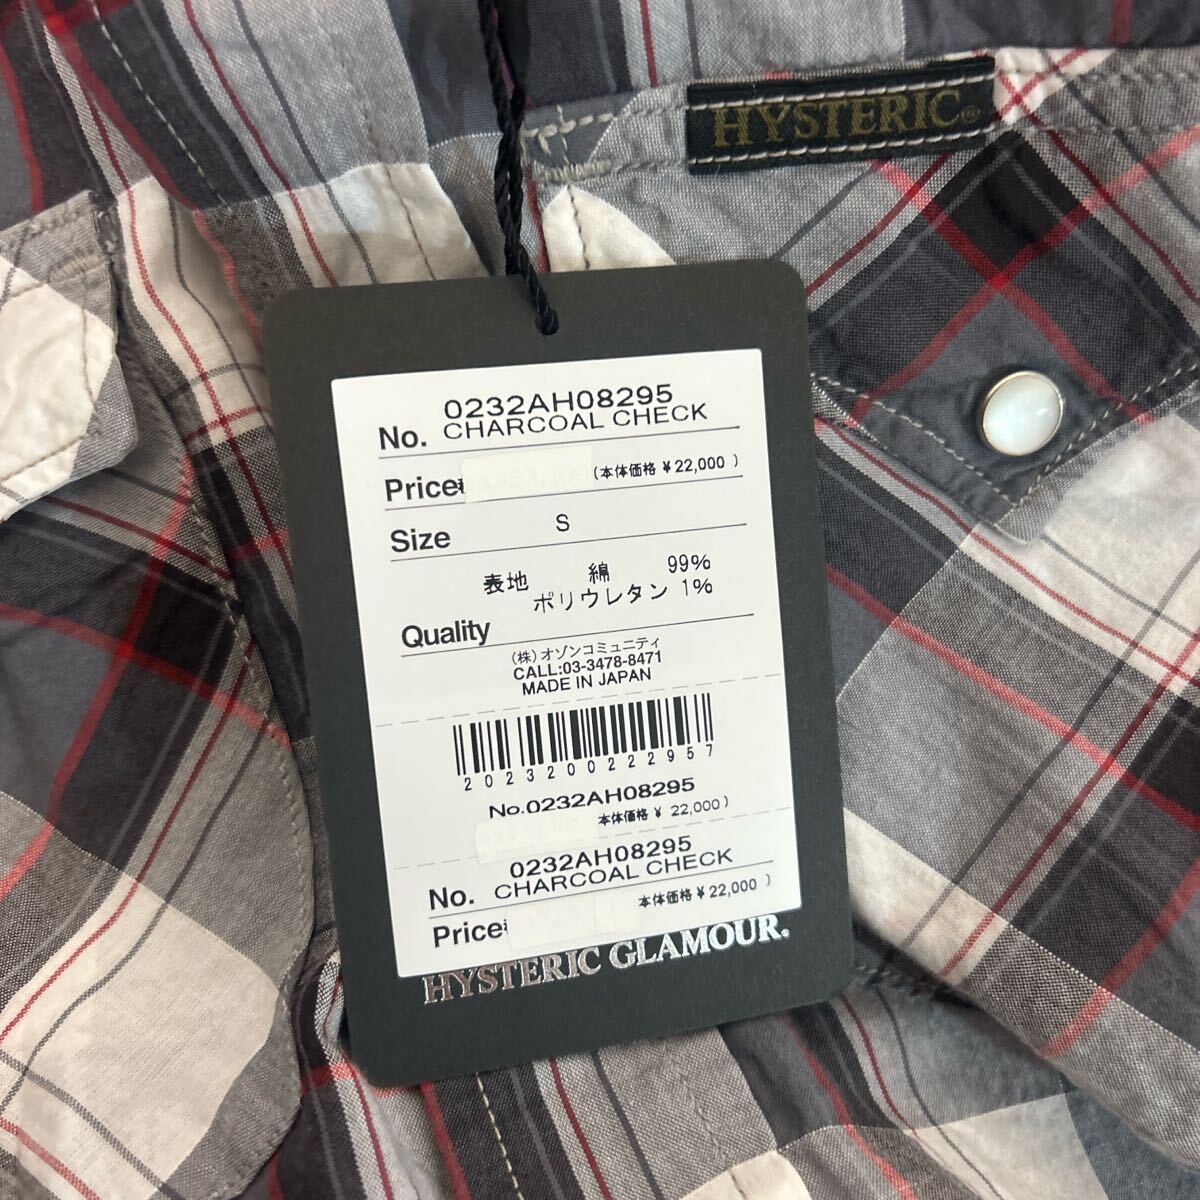 HYSTERIC®
0232AH08295
No. CHARCOAL CHECK
Price (本体価格 ¥22,000 )
Size S
表地 綿 99%
ポリウレタン 1%
Quality
(株)オゾンコミュニティ
CALL:03-3478-8471
MADE IN JAPAN
2023200222957
No.0232AH08295
本体価格 ¥ 22,000)
0232AH08295
No. CHARCOAL CHECK
Price 本体価格 ¥22,000 )
HYSTERIC GLAMOUR.